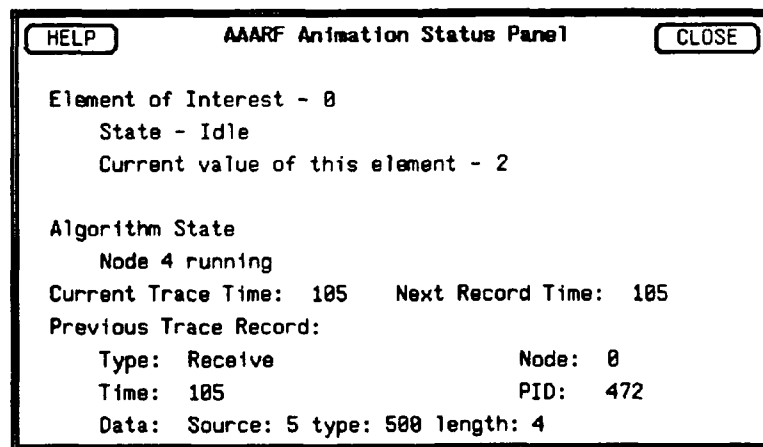 HELP AAARF Animation Status Panel CLOSE
Element of Interest - 0
State - Idle
Current value of this element - 2
Algorithm State
Node 4 running
Current Trace Time: 105 Next Record Time: 105
Previous Trace Record:
Type: Receive Node: 0
Time: 105 PID: 472
Data: Source: 5 type: 500 length: 4